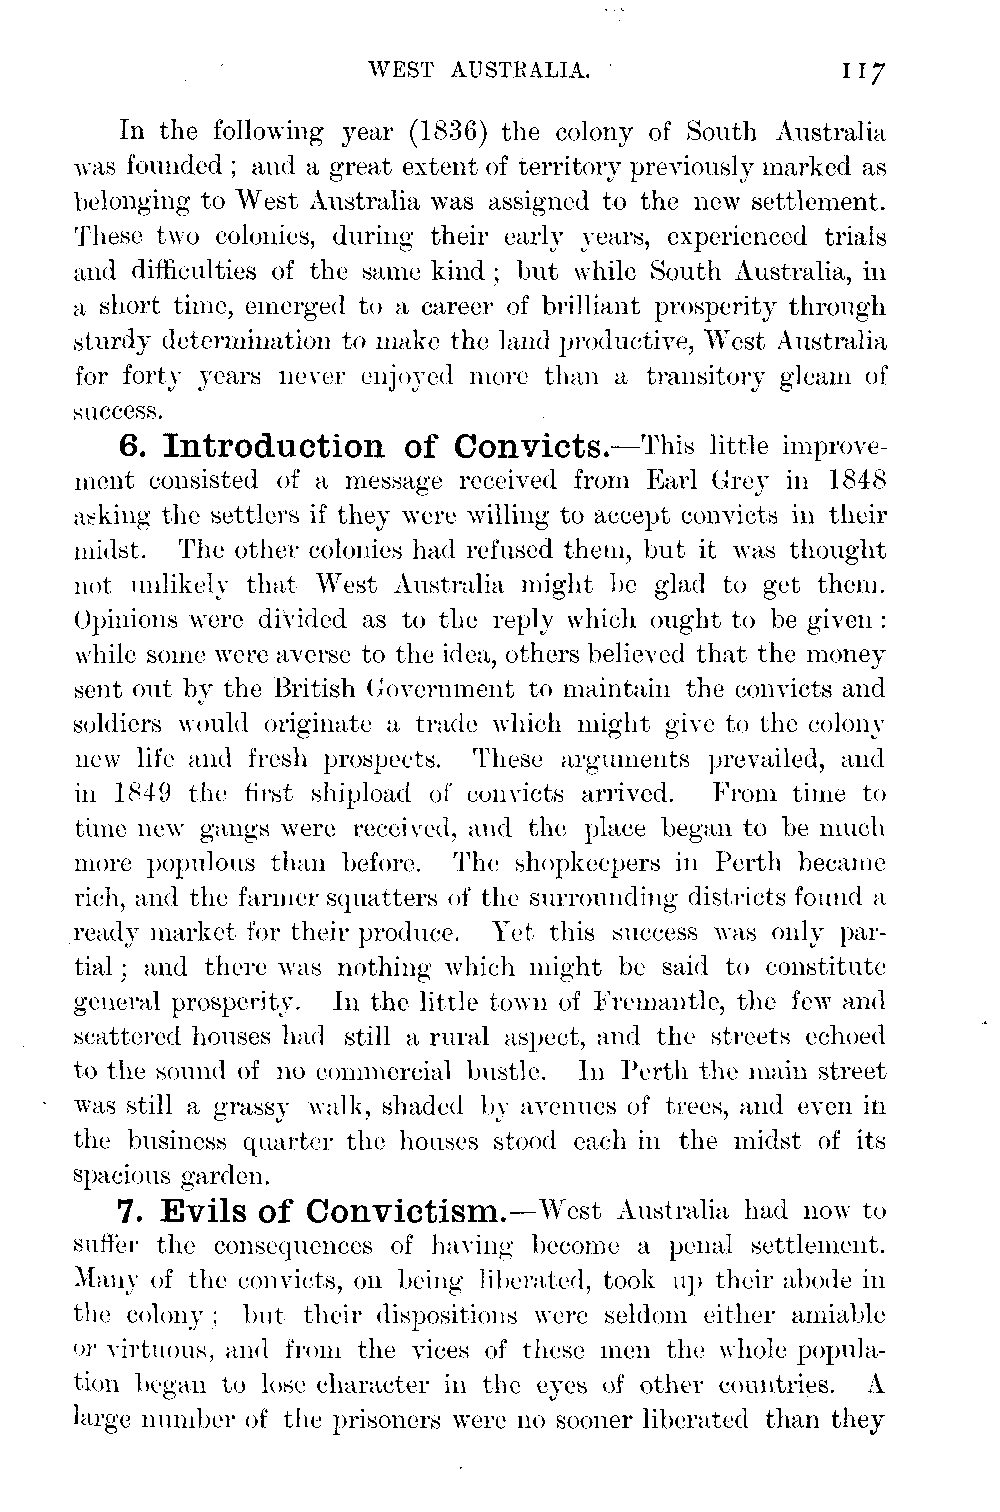 WEST AUSTRALIA. 117
In the following year (1836) the colony of South Australia
was founded ; and a great extent of territory previously marked as
belonging to West Australia was assigned to the new settlement.
These two colonies, during their early years, experienced trials
and difficulties of the same kind ; but while South Australia, in
a short time, emerged to a career of brilliant prosperity through
sturdy determination to make the land productive, West Australia
for forty years never enjoyed more than a transitory gleam of
success.
6. Introduction of Convicts.—This little improve-
ment consisted of a message received from Earl Grey in 1848
asking the settlers if they were willing to accept convicts in their
midst. The other colonies had refused them, but it was thought
not unlikely that West Australia might be glad to get them.
Opinions were divided as to the reply which ought to be given :
while some were averse to the idea, others believed that the money
sent out by the British Government to maintain the convicts and
soldiers would originate a trade which might give to the colony
new life and fresh prospects. These arguments prevailed, and
in 1849 the first shipload of convicts arrived. From time to
time new gangs were received, and the place began to be much
more populous than before. The shopkeepers in Perth became
rich, and the farmer squatters of the surrounding districts found a
ready market for their produce. Yet this success was only par-
tial ; and there was nothing which might be said to constitute
general prosperity. In the little town of Fremantle, the few and
scattered houses had still a rural aspect, and the streets echoed
to the sound of no commercial bustle. In Perth the main street
was still a grassy walk, shaded by avenues of trees, and even in
the business quarter the houses stood each in the midst of its
spacious garden.
7. Evils of Convictism.—West Australia had now to
suffer the consequences of having become a penal settlement.
Many of the convicts, on being liberated, took up their abode in
the colony ; but their dispositions were seldom either amiable
or virtuous, and from the vices of these men the whole popula-
tion began to lose character in the eyes of other countries. A
large number of the prisoners were no sooner liberated than they